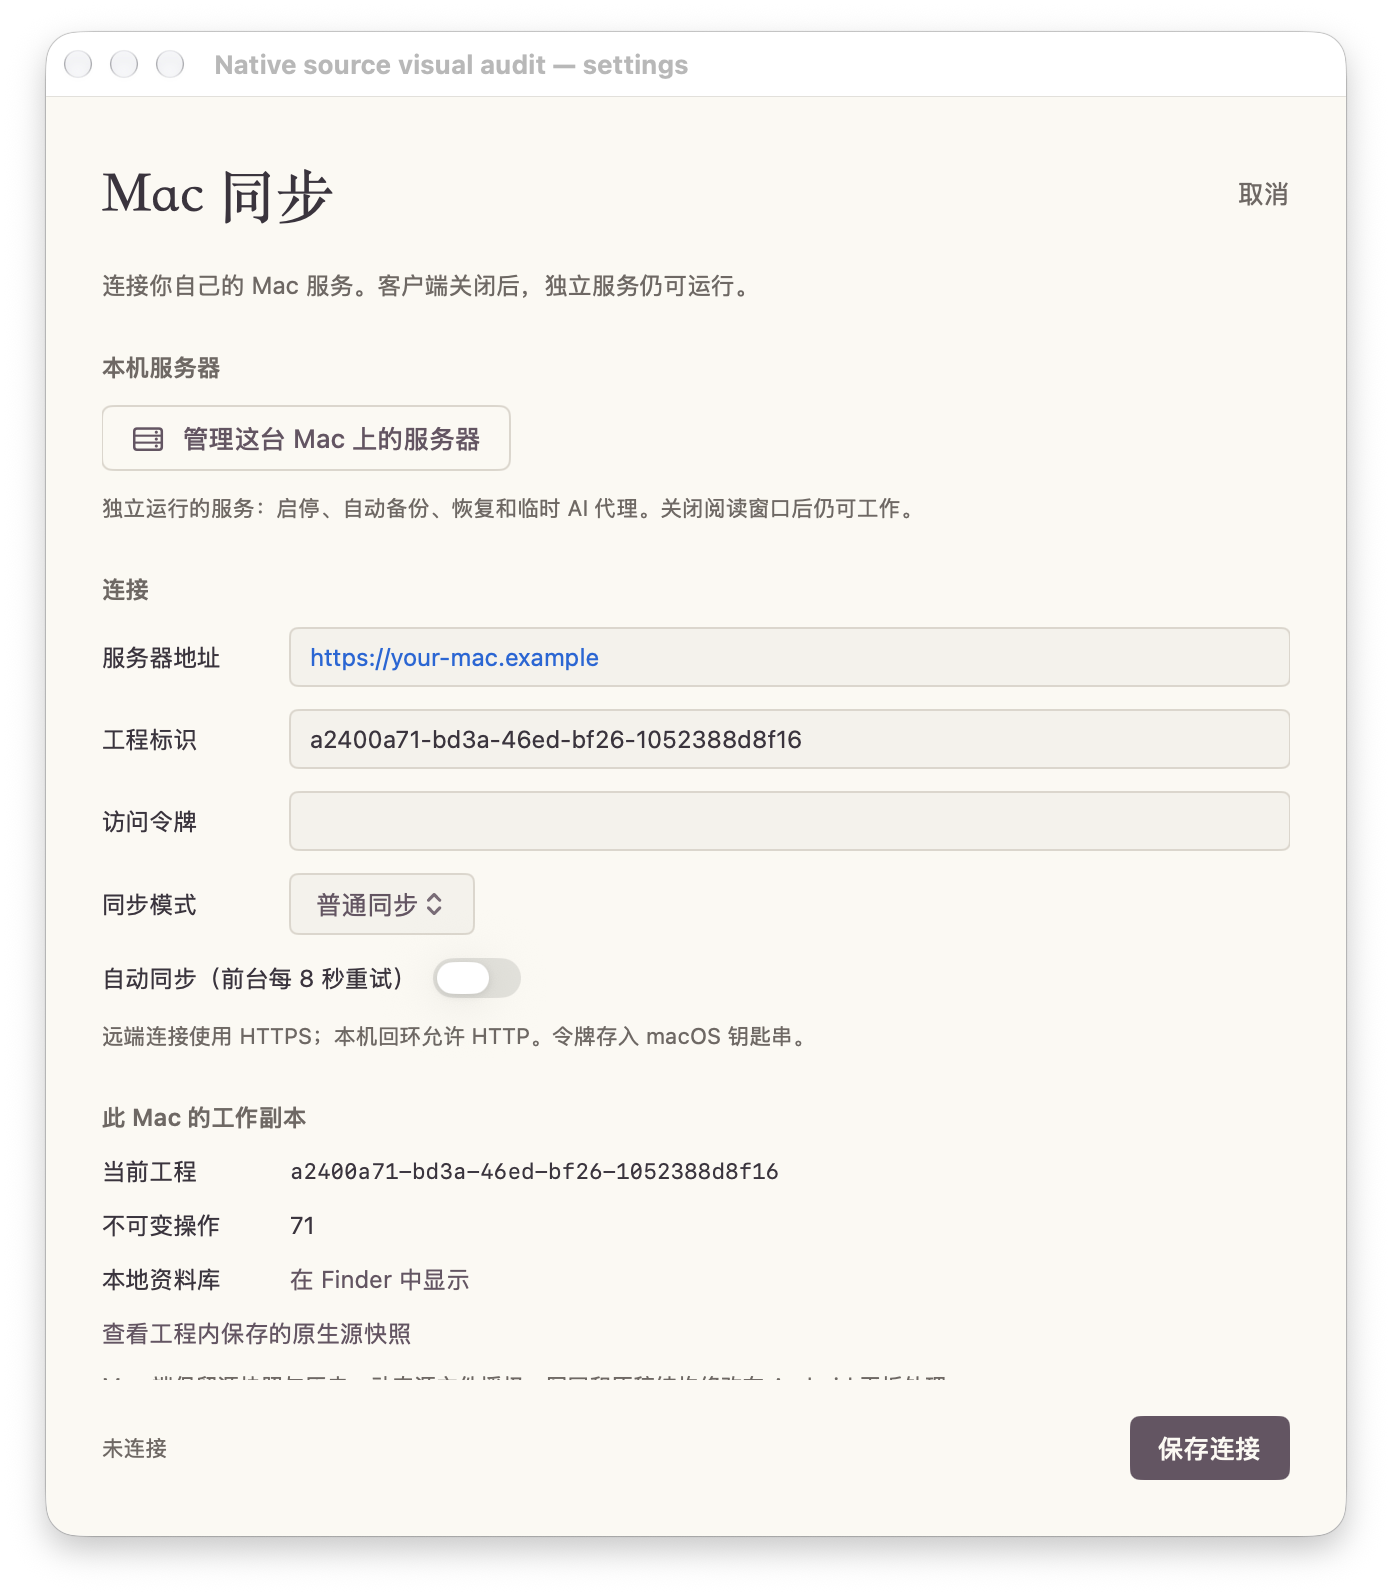 Native source visual audit — settings
Mac 同步
取消
连接你自己的 Mac 服务。客户端关闭后，独立服务仍可运行。
本机服务器
管理这台 Mac 上的服务器
独立运行的服务：启停、自动备份、恢复和临时 AI 代理。关闭阅读窗口后仍可工作。
连接
服务器地址
https://your-mac.example
工程标识
a2400a71-bd3a-46ed-bf26-1052388d8f16
访问令牌
同步模式
普通同步
自动同步（前台每 8 秒重试）
远端连接使用 HTTPS；本机回环允许 HTTP。令牌存入 macOS 钥匙串。
此 Mac 的工作副本
当前工程
a2400a71-bd3a-46ed-bf26-1052388d8f16
不可变操作
71
本地资料库
在 Finder 中显示
查看工程内保存的原生源快照
未连接
保存连接